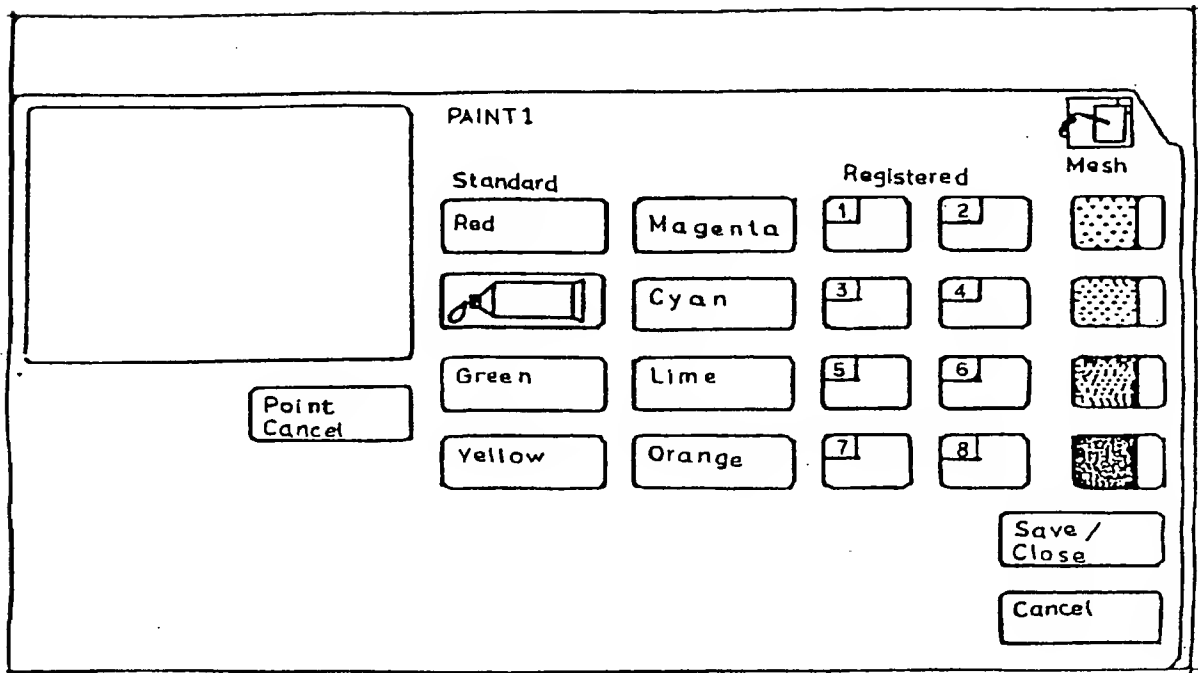 PAINT1
Mesh
Standard
Registered
Red
Magenta
1
2
Cyan
3
4
Green
Lime
5
6
Point
Cancel
Yellow
Orange
7
8
Save /
Close
Cancel